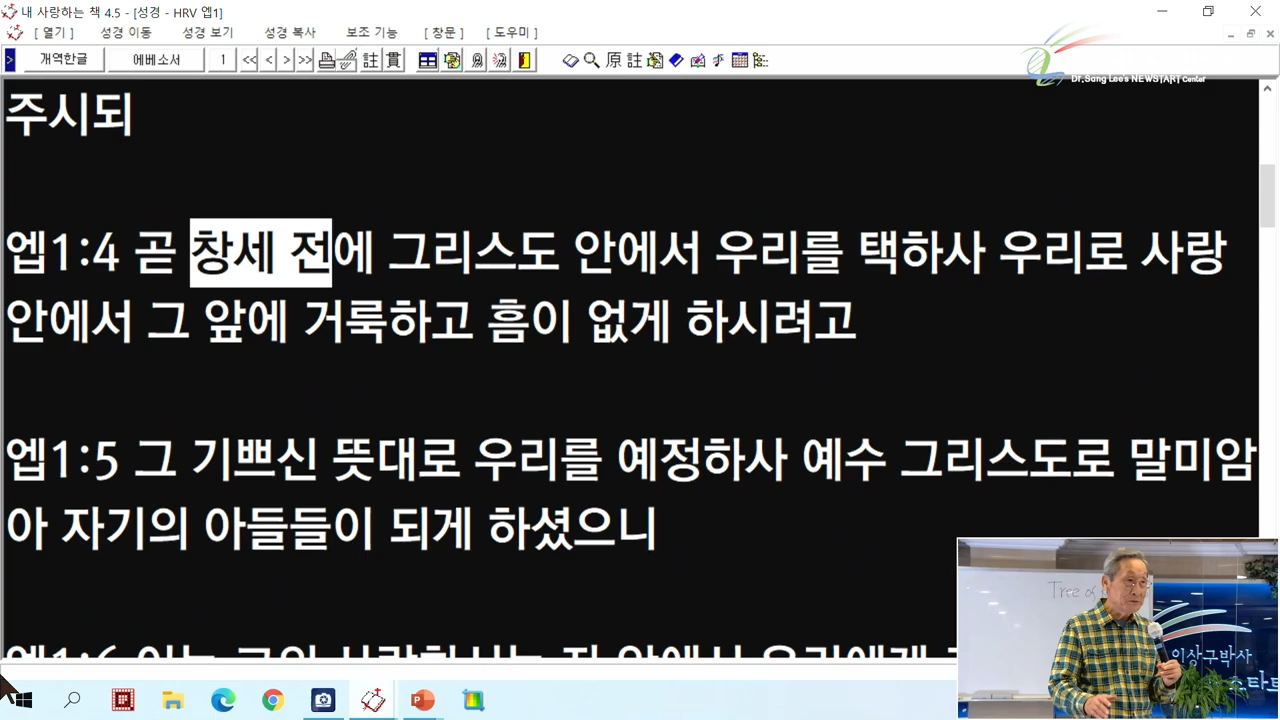 내 사랑하는 책 4.5 - [성경 - HRV 엡1]
[ 열기 ] 성경 이동 성경 보기 성경 복사 보조 기능 [ 창문 ] [ 도우미 ]
> 개역한글 에베소서 1 << < > >> 註 貫 原 註
Dr.Sang Lee's NEWSTART Center
주시되
엡1:4 곧 창세 전에 그리스도 안에서 우리를 택하사 우리로 사랑
안에서 그 앞에 거룩하고 흠이 없게 하시려고
엡1:5 그 기쁘신 뜻대로 우리를 예정하사 예수 그리스도로 말미암
아 자기의 아들들이 되게 하셨으니
Tree of
이상구박사